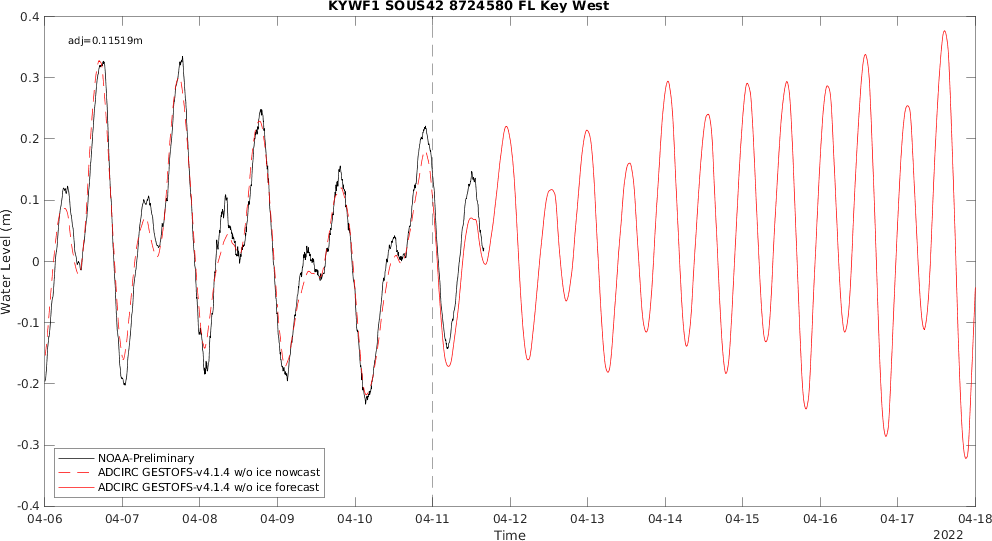 KYWF1 SOUS42 8724580 FL Key West
adj=0.11519m
0.4
0.3
0.2
0.1
0
-0.1
-0.2
-0.3
-0.4
Water Level (m)
NOAA-Preliminary
ADCIRC GESTOFS-v4.1.4 w/o ice nowcast
ADCIRC GESTOFS-v4.1.4 w/o ice forecast
04-06 04-07 04-08 04-09 04-10 04-11 04-12 04-13 04-14 04-15 04-16 04-17 04-18
Time
2022